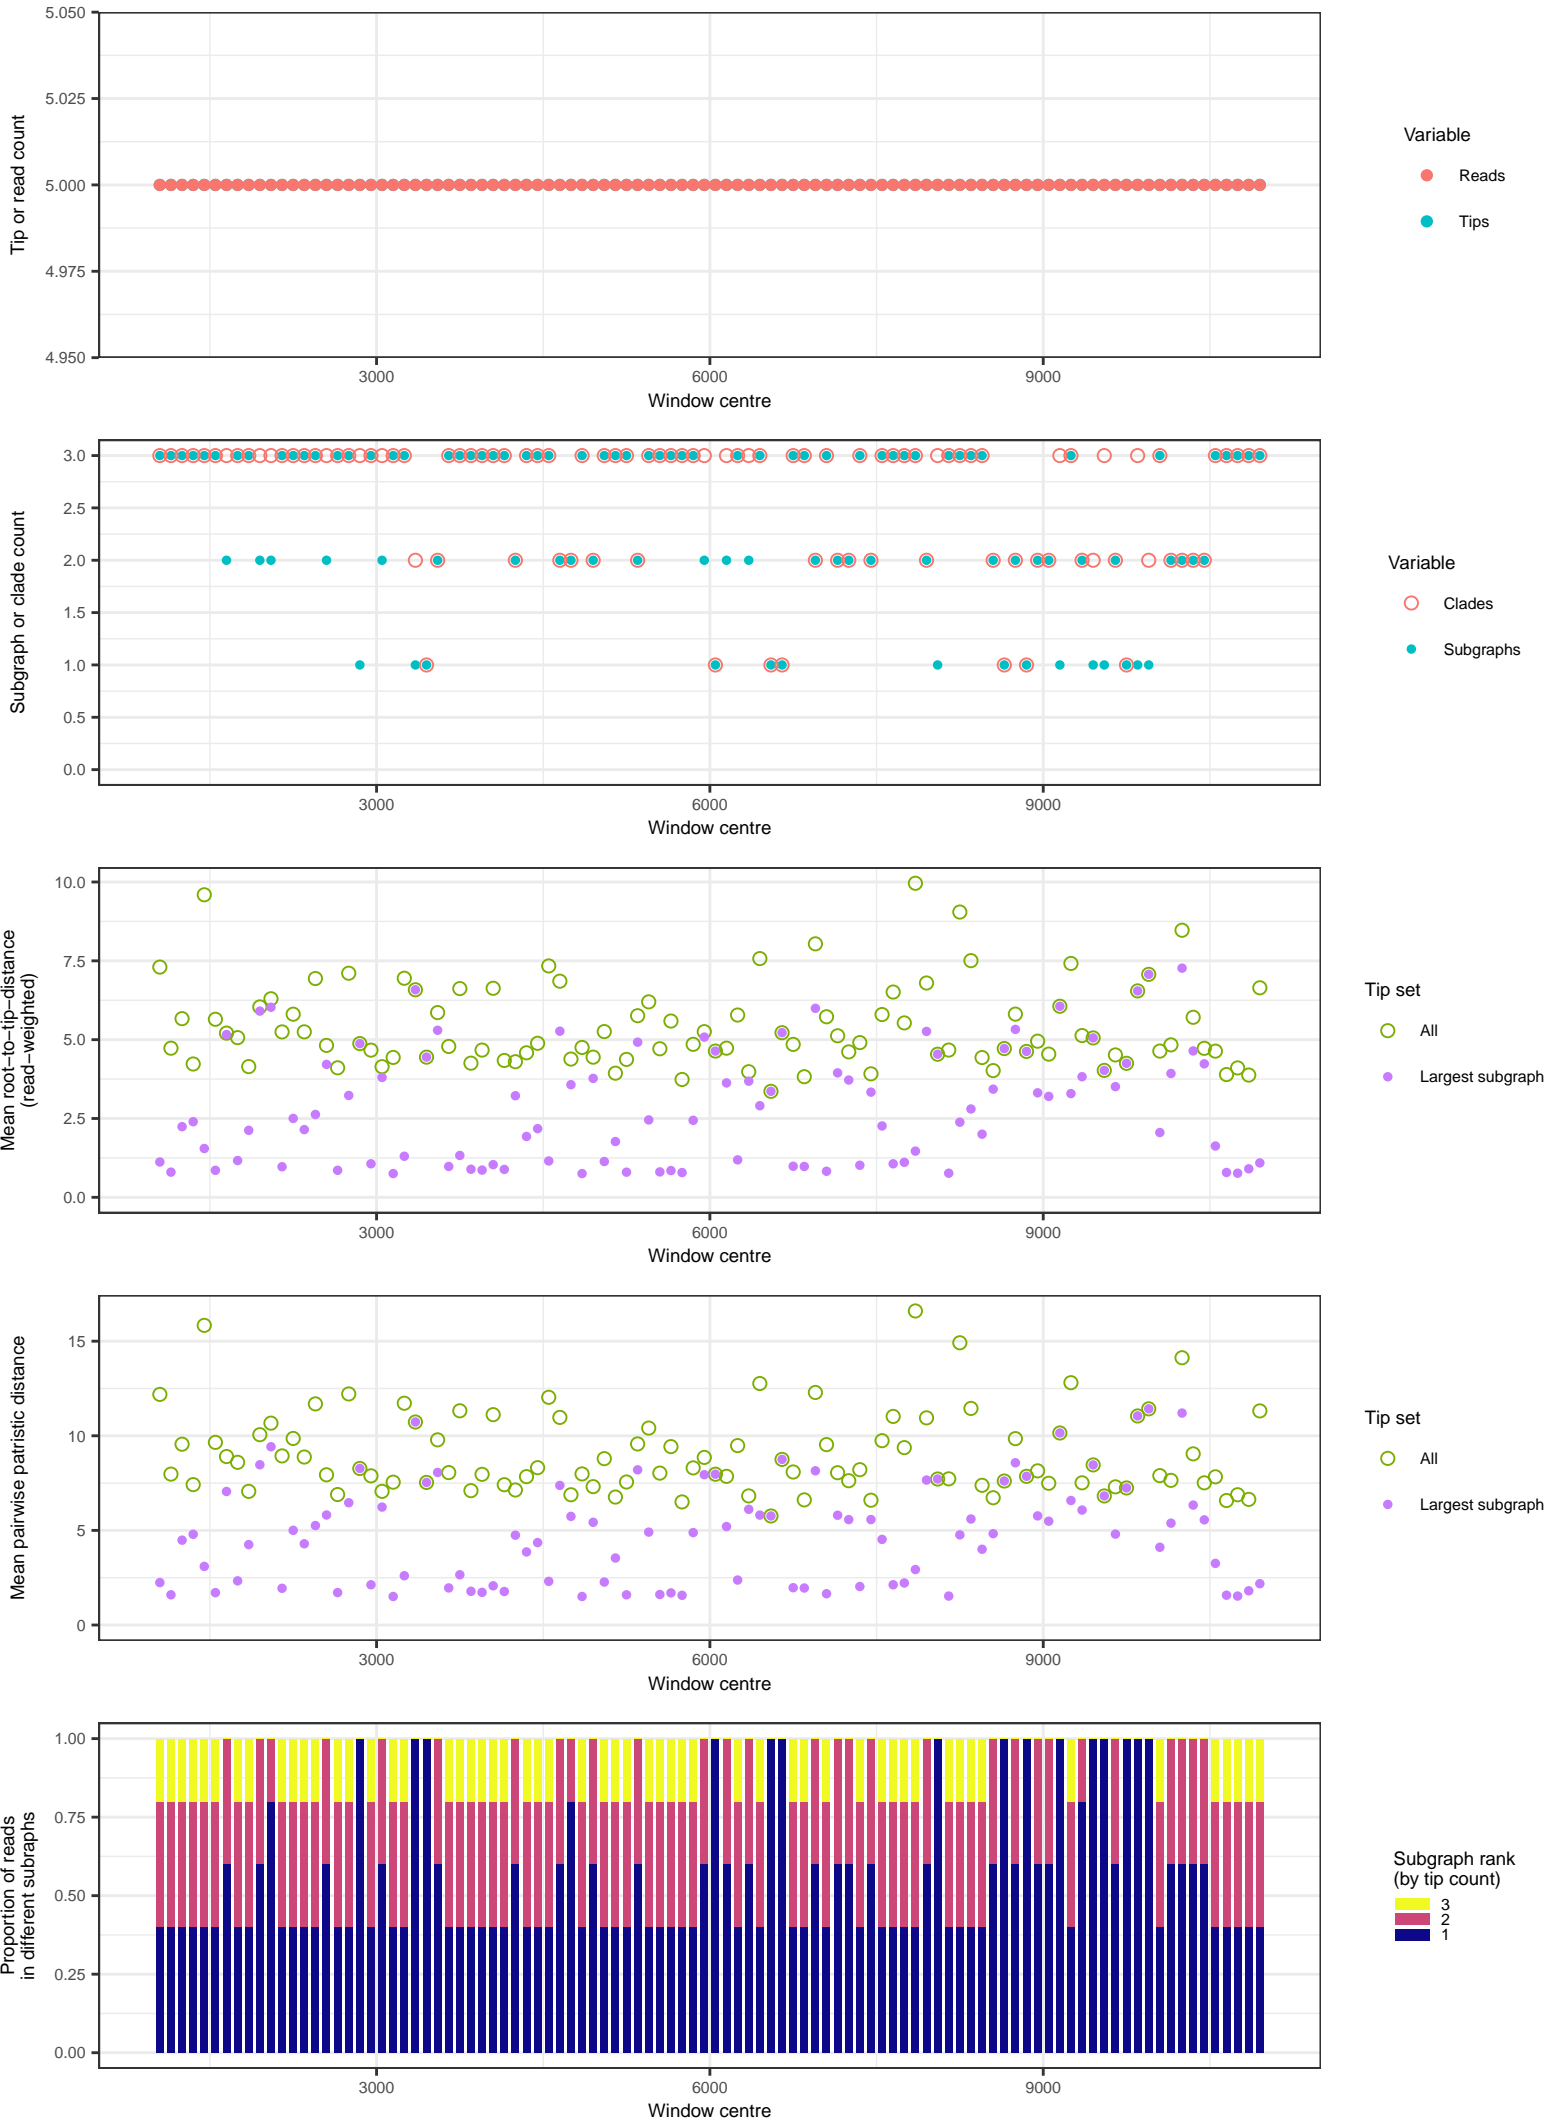 5.050
5.025
5.000
4.975
4.950
Tip or read count
3000
6000
9000
Window centre
Variable
Reads
Tips
3.0
2.5
2.0
1.5
1.0
0.5
0.0
Subgraph or clade count
3000
6000
9000
Window centre
Variable
Clades
Subgraphs
10.0
7.5
5.0
2.5
0.0
Mean root−to−tip−distance
(read−weighted)
3000
6000
9000
Window centre
Tip set
All
Largest subgraph
15
10
5
0
Mean pairwise patristic distance
3000
6000
9000
Window centre
Tip set
All
Largest subgraph
1.00
0.75
0.50
0.25
0.00
Proportion of reads
in different subraphs
3000
6000
9000
Window centre
Subgraph rank
(by tip count)
3
2
1